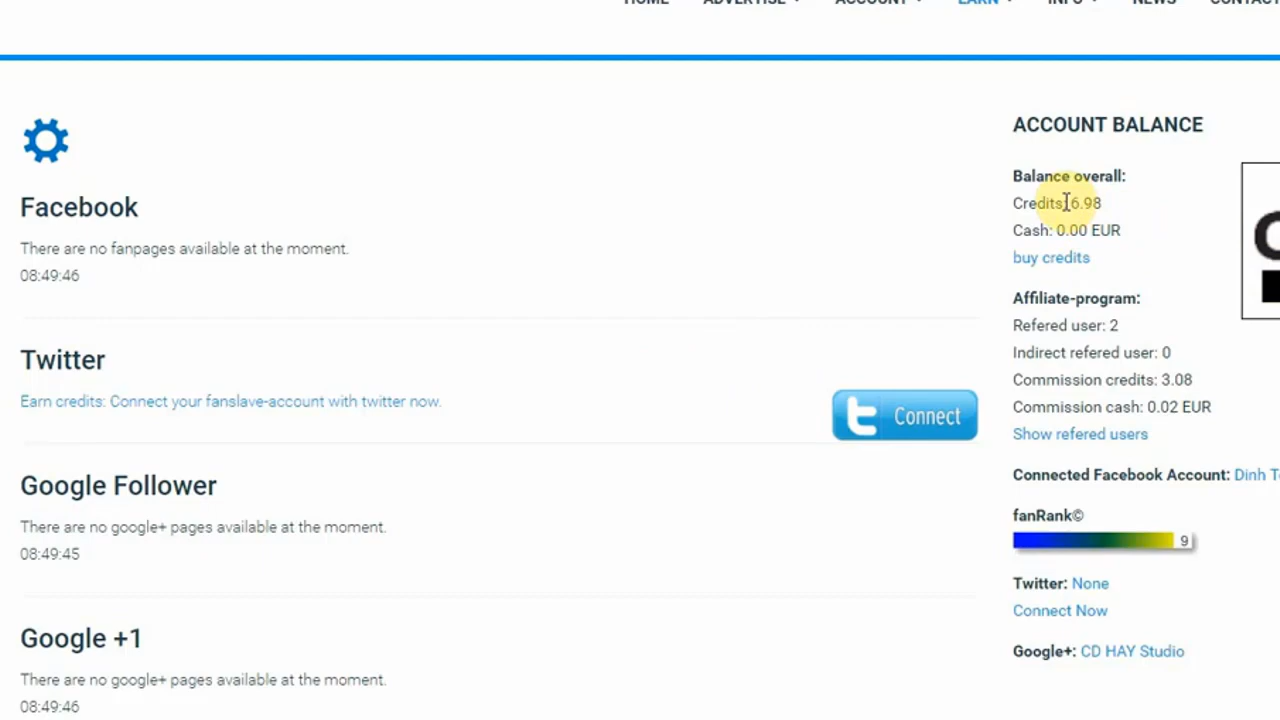 HOME ADVERTISE ACCOUNT EARN INFO NEWS CONTACT
Facebook
There are no fanpages available at the moment.
08:49:46
Twitter
Earn credits: Connect your fanslave-account with twitter now.
Connect
Google Follower
There are no google+ pages available at the moment.
08:49:45
Google +1
There are no google+ pages available at the moment.
08:49:46
ACCOUNT BALANCE
Balance overall:
Credits: 6.98
Cash: 0.00 EUR
buy credits
Affiliate-program:
Refered user: 2
Indirect refered user: 0
Commission credits: 3.08
Commission cash: 0.02 EUR
Show refered users
Connected Facebook Account: Dinh
fanRank©
9
Twitter: None
Connect Now
Google+: CD HAY Studio